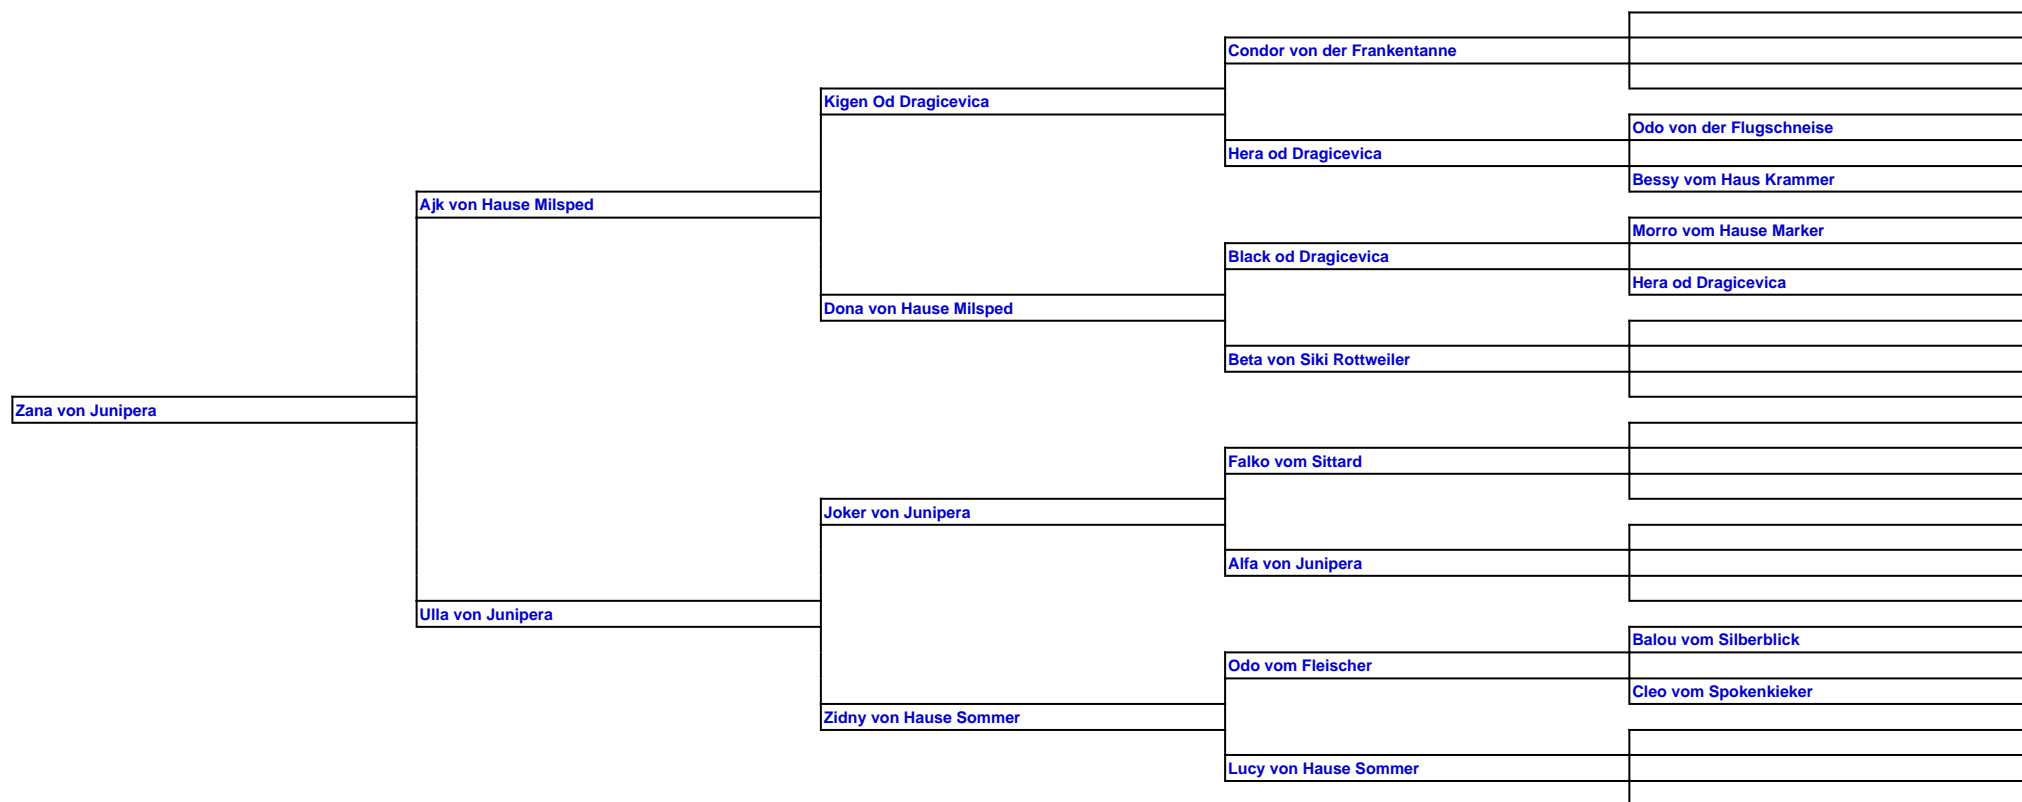 Condor von der Frankentanne
Kigen Od Dragicevica
Odo von der Flugschneise
Hera od Dragicevica
Bessy vom Haus Krammer
Ajk von Hause Milsped
Morro vom Hause Marker
Black od Dragicevica
Hera od Dragicevica
Dona von Hause Milsped
Beta von Siki Rottweiler
Zana von Junipera
Falko vom Sittard
Joker von Junipera
Alfa von Junipera
Ulla von Junipera
Balou vom Silberblick
Odo vom Fleischer
Cleo vom Spokenkieker
Zidny von Hause Sommer
Lucy von Hause Sommer